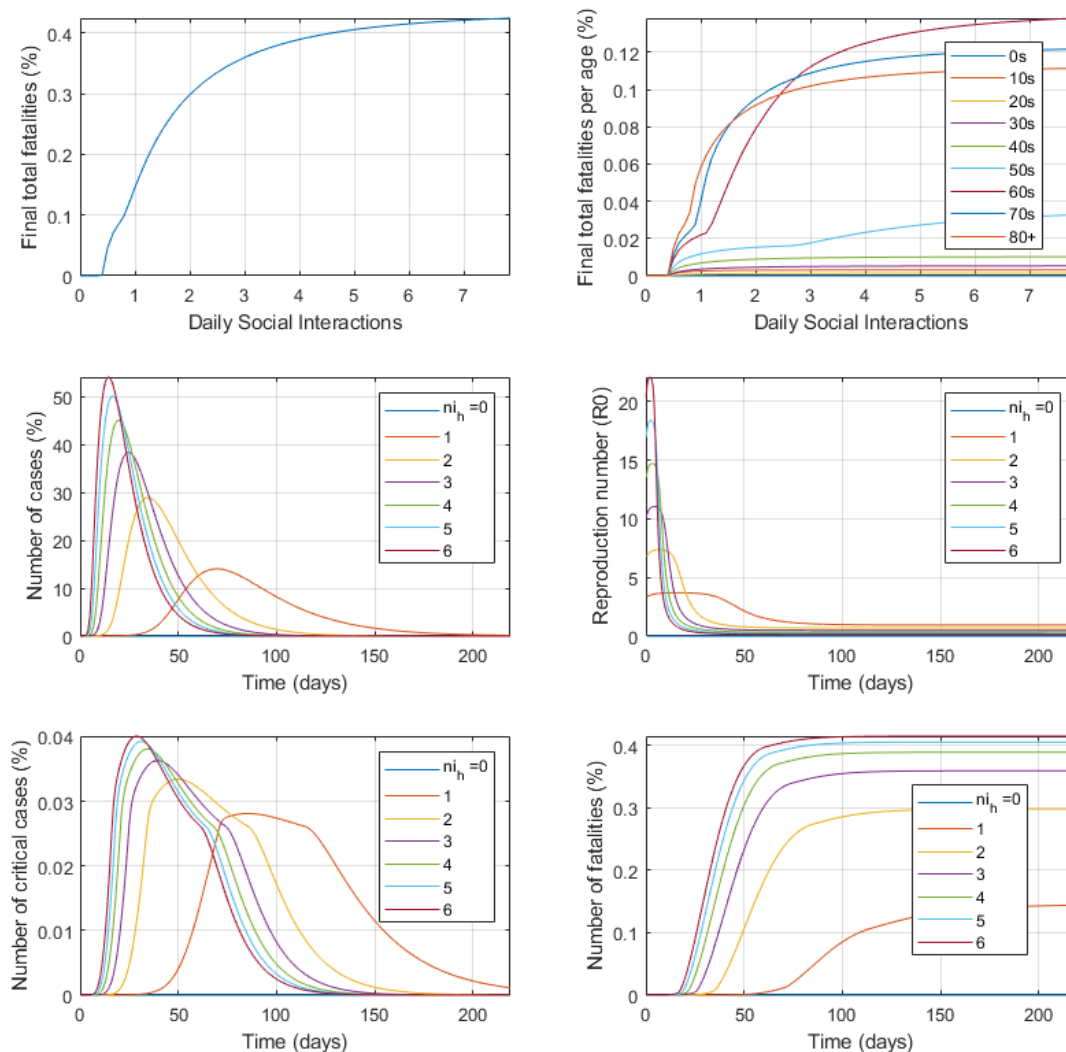 Final total fatalities (%)
0.4
0.3
0.2
0.1
0
0 1 2 3 4 5 6 7
Daily Social Interactions
Final total fatalities per age (%)
0.12
0.1
0.08
0.06
0.04
0.02
0
0 1 2 3 4 5 6 7
Daily Social Interactions
0s
10s
20s
30s
40s
50s
60s
70s
80+
Number of cases (%)
50
40
30
20
10
0
0 50 100 150 200
Time (days)
ni_h =0
1
2
3
4
5
6
Reproduction number (R0)
20
15
10
5
0
0 50 100 150 200
Time (days)
ni_h =0
1
2
3
4
5
6
Number of critical cases (%)
0.04
0.03
0.02
0.01
0
0 50 100 150 200
Time (days)
ni_h =0
1
2
3
4
5
6
Number of fatalities (%)
0.4
0.3
0.2
0.1
0
0 50 100 150 200
Time (days)
ni_h =0
1
2
3
4
5
6